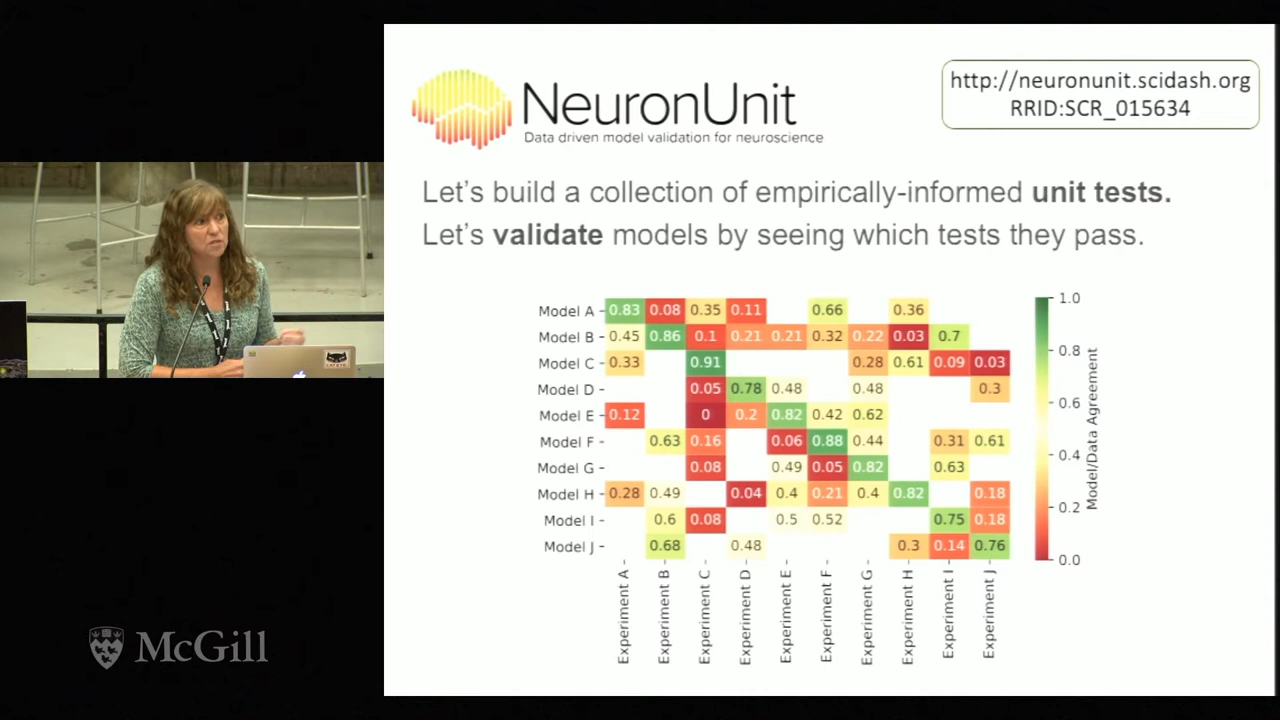 NeuronUnit
Data driven model validation for neuroscience
http://neuronunit.scidash.org
RRID:SCR_015634
Let's build a collection of empirically-informed unit tests.
Let's validate models by seeing which tests they pass.
Model A 0.83 0.08 0.35 0.11 0.66 0.36
Model B 0.45 0.86 0.1 0.21 0.21 0.32 0.22 0.03 0.7
Model C 0.33 0.91 0.28 0.61 0.09 0.03
Model D 0.05 0.78 0.48 0.48 0.3
Model E 0.12 0 0.2 0.82 0.42 0.62
Model F 0.63 0.16 0.06 0.88 0.44 0.31 0.61
Model G 0.08 0.49 0.05 0.82 0.63
Model H 0.28 0.49 0.04 0.4 0.21 0.4 0.82 0.18
Model I 0.6 0.08 0.5 0.52 0.75 0.18
Model J 0.68 0.48 0.3 0.14 0.76
Experiment A
Experiment B
Experiment C
Experiment D
Experiment E
Experiment F
Experiment G
Experiment H
Experiment I
Experiment J
1.0
0.8
0.6
0.4
0.2
0.0
Model/Data Agreement
McGill